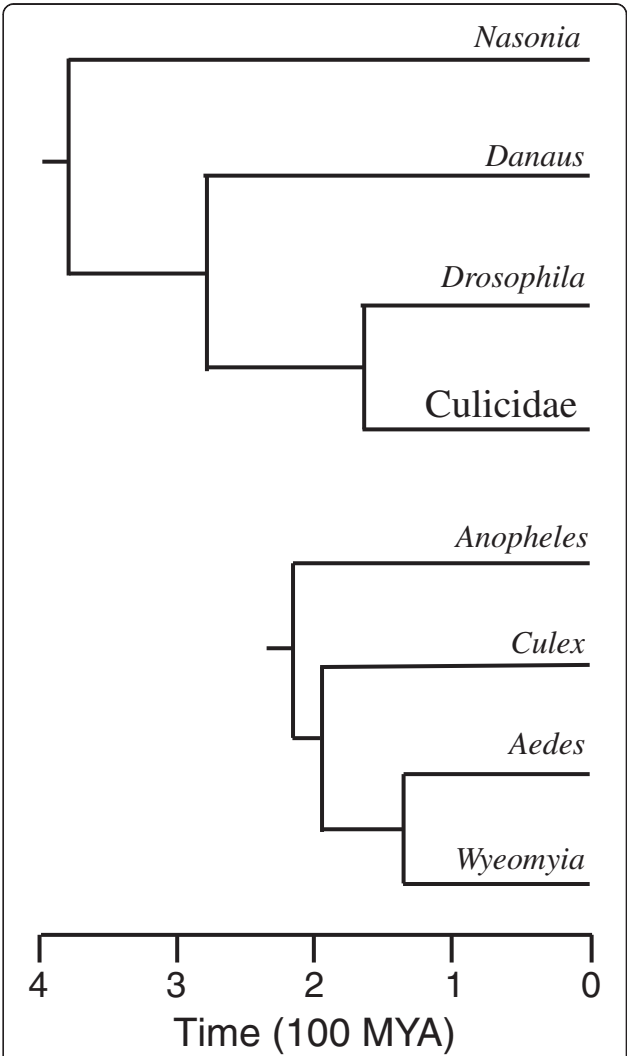 Nasonia
Danaus
Drosophila
Culicidae
Anopheles
Culex
Aedes
Wyeomyia
4 3 2 1 0
Time (100 MYA)